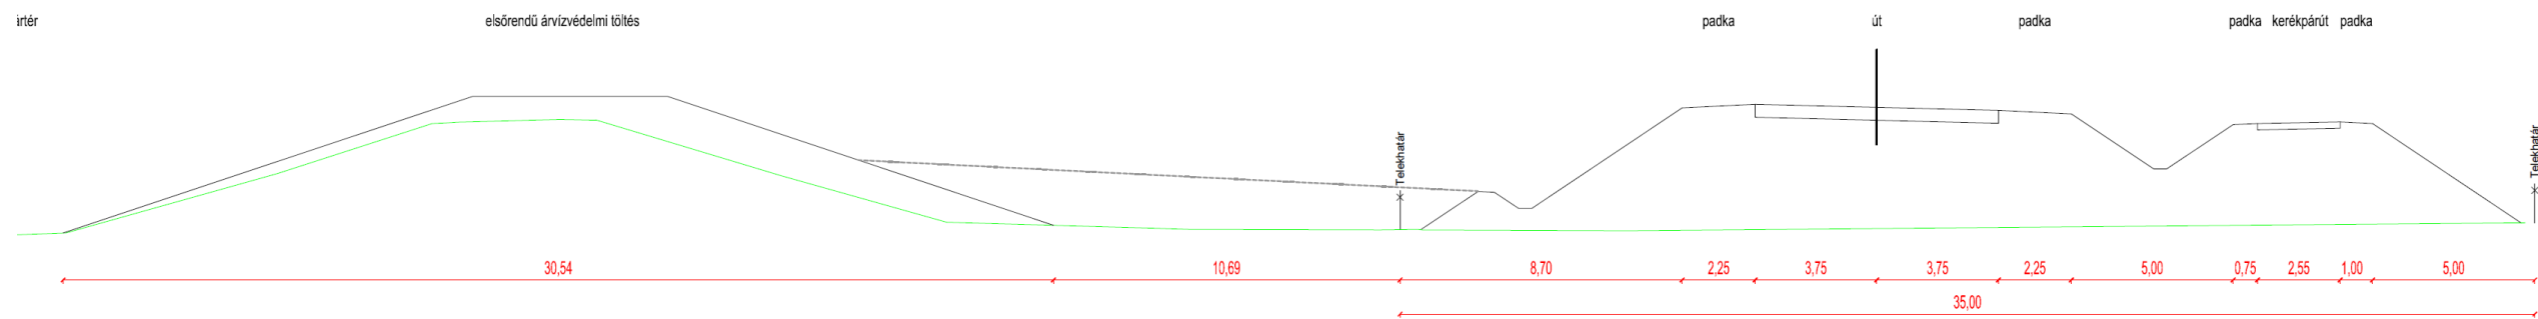 ártér elsőrendű árvízvédelmi töltés padka út padka padka kerékpárút padka
Telekhatár
Telekhatár
30,54 10,69 8,70 2,25 3,75 3,75 2,25 5,00 0,75 2,55 1,00 5,00
35,00